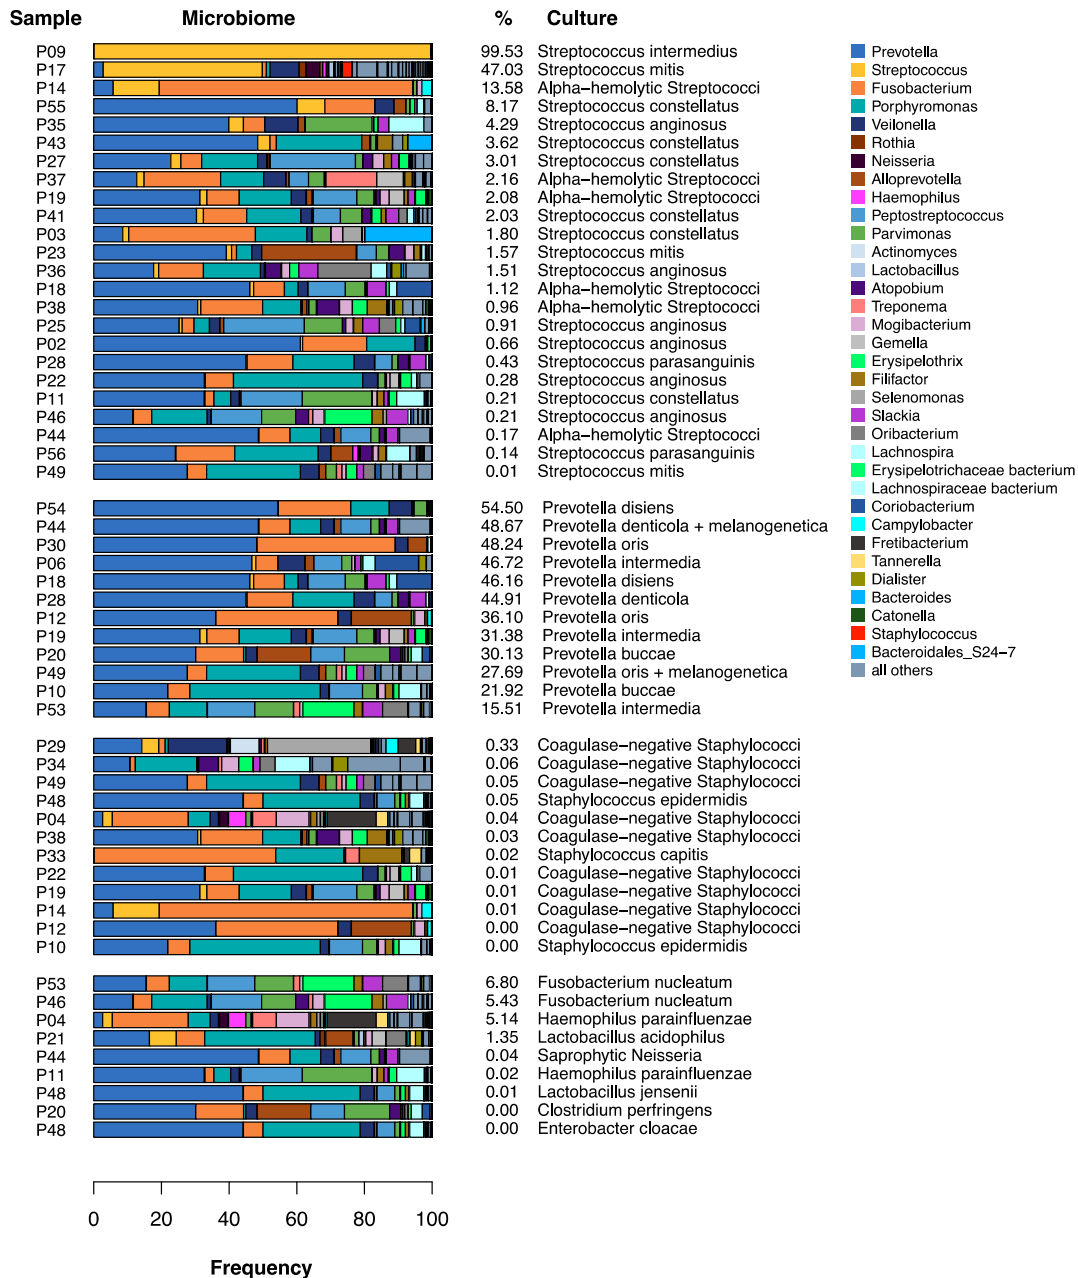 Sample Microbiome % Culture
P09 99.53 Streptococcus intermedius
P17 47.03 Streptococcus mitis
P14 13.58 Alpha−hemolytic Streptococci
P55 8.17 Streptococcus constellatus
P35 4.29 Streptococcus anginosus
P43 3.62 Streptococcus constellatus
P27 3.01 Streptococcus constellatus
P37 2.16 Alpha−hemolytic Streptococci
P19 2.08 Alpha−hemolytic Streptococci
P41 2.03 Streptococcus constellatus
P03 1.80 Streptococcus constellatus
P23 1.57 Streptococcus mitis
P36 1.51 Streptococcus anginosus
P18 1.12 Alpha−hemolytic Streptococci
P38 0.96 Alpha−hemolytic Streptococci
P25 0.91 Streptococcus anginosus
P02 0.66 Streptococcus anginosus
P28 0.43 Streptococcus parasanguinis
P22 0.28 Streptococcus anginosus
P11 0.21 Streptococcus constellatus
P46 0.21 Streptococcus anginosus
P44 0.17 Alpha−hemolytic Streptococci
P56 0.14 Streptococcus parasanguinis
P49 0.01 Streptococcus mitis
P54 54.50 Prevotella disiens
P44 48.67 Prevotella denticola + melanogenetica
P30 48.24 Prevotella oris
P06 46.72 Prevotella intermedia
P18 46.16 Prevotella disiens
P28 44.91 Prevotella denticola
P12 36.10 Prevotella oris
P19 31.38 Prevotella intermedia
P20 30.13 Prevotella buccae
P49 27.69 Prevotella oris + melanogenetica
P10 21.92 Prevotella buccae
P53 15.51 Prevotella intermedia
P29 0.33 Coagulase−negative Staphylococci
P34 0.06 Coagulase−negative Staphylococci
P49 0.05 Coagulase−negative Staphylococci
P48 0.05 Staphylococcus epidermidis
P04 0.04 Coagulase−negative Staphylococci
P38 0.03 Coagulase−negative Staphylococci
P33 0.02 Staphylococcus capitis
P22 0.01 Coagulase−negative Staphylococci
P19 0.01 Coagulase−negative Staphylococci
P14 0.01 Coagulase−negative Staphylococci
P12 0.00 Coagulase−negative Staphylococci
P10 0.00 Staphylococcus epidermidis
P53 6.80 Fusobacterium nucleatum
P46 5.43 Fusobacterium nucleatum
P04 5.14 Haemophilus parainfluenzae
P21 1.35 Lactobacillus acidophilus
P44 0.04 Saprophytic Neisseria
P11 0.02 Haemophilus parainfluenzae
P48 0.01 Lactobacillus jensenii
P20 0.00 Clostridium perfringens
P48 0.00 Enterobacter cloacae
0 20 40 60 80 100
Frequency
Prevotella
Streptococcus
Fusobacterium
Porphyromonas
Veilonella
Rothia
Neisseria
Alloprevotella
Haemophilus
Peptostreptococcus
Parvimonas
Actinomyces
Lactobacillus
Atopobium
Treponema
Mogibacterium
Gemella
Erysipelothrix
Filifactor
Selenomonas
Slackia
Oribacterium
Lachnospira
Erysipelotrichaceae bacterium
Lachnospiraceae bacterium
Coriobacterium
Campylobacter
Fretibacterium
Tannerella
Dialister
Bacteroides
Catonella
Staphylococcus
Bacteroidales_S24−7
all others